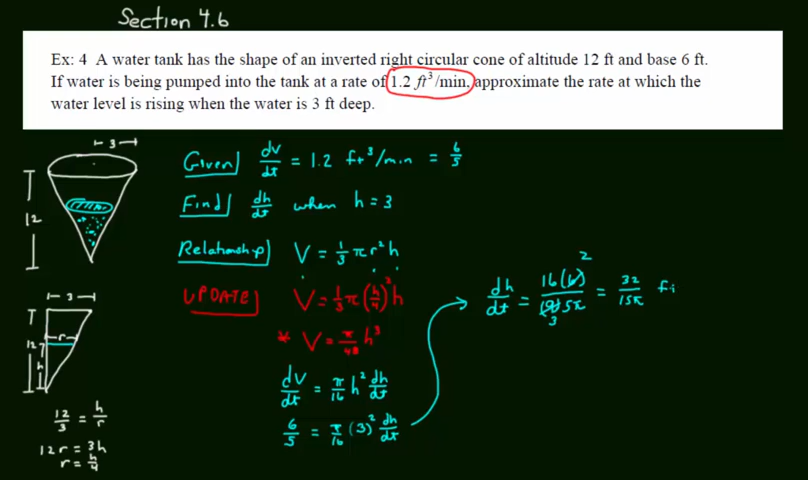 Section 4.6
Ex: 4 A water tank has the shape of an inverted right circular cone of altitude 12 ft and base 6 ft.
If water is being pumped into the tank at a rate of 1.2 ft³/min, approximate the rate at which the
water level is rising when the water is 3 ft deep.
3
12
Given) dV/dt = 1.2 ft³/min = 6/5
Find) dh/dt when h = 3
Relationship) V = 1/3 πr²h
UPDATE) V = 1/3 π(h/4)²h
* V = π/48 h³
dV/dt = π/16 h² dh/dt
6/5 = π/16 (3)² dh/dt
3
12
r
h
12/3 = h/r
12r = 3h
r = h/4
2
dh/dt = 16(6)/(9)5π = 32/15π
3